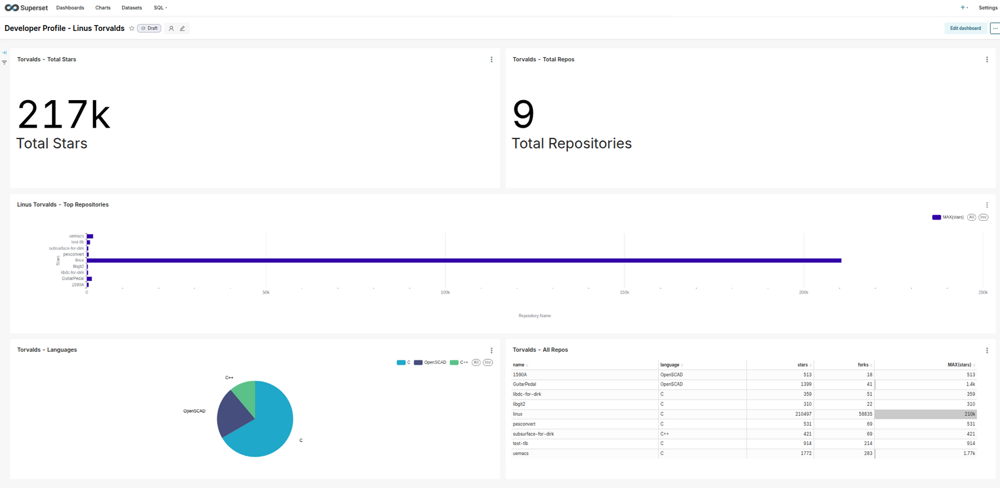 Superset Dashboards Charts Datasets SQL Settings
Developer Profile - Linus Torvalds Draft Edit dashboard ...
Torvalds - Total Stars
217k
Total Stars
Torvalds - Total Repos
9
Total Repositories
Linus Torvalds - Top Repositories
MAX(stars) All Inv
Stars
uemacs
test-tlb
subsurface-for-dirk
pesconvert
linux
libgit2
libdc-for-dirk
GuitarPedal
1590A
0 50k 100k 150k 200k 250k
Repository Name
Torvalds - Languages
C OpenSCAD C++ All Inv
C++
OpenSCAD
C
Torvalds - All Repos
name language stars forks MAX(stars)
1590A OpenSCAD 513 18 513
GuitarPedal OpenSCAD 1399 41 1.4k
libdc-for-dirk C 359 51 359
libgit2 C 310 22 310
linux C 210497 58835 210k
pesconvert C 531 69 531
subsurface-for-dirk C++ 421 69 421
test-tlb C 914 214 914
uemacs C 1772 283 1.77k